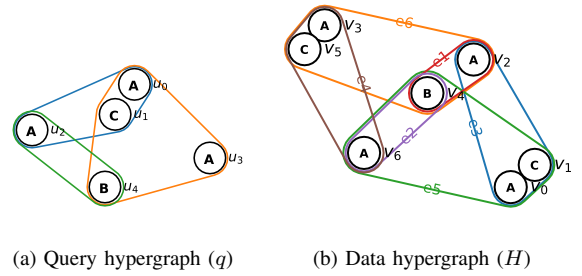 A u₀
C u₁
A u₂
A u₃
B u₄
(a) Query hypergraph (q)
A v₃
C v₅
e6
e1
A v₂
e4
B v₄
e2
e3
A v₆
C v₁
A v₀
e5
(b) Data hypergraph (H)